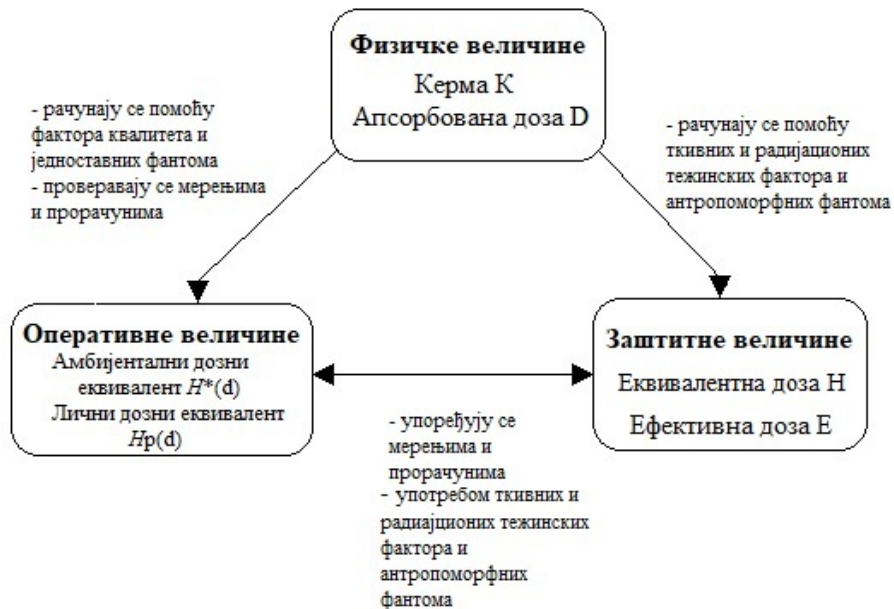 Физичке величине
Керма К
Апсорбована доза D
- рачунају се помоћу
фактора квалитета и
једноставних фантома
- проверавају се мерењима
и прорачунима
- рачунају се помоћу
ткивних и радијационих
тежинских фактора и
антропоморфних фантома
Оперативне величине
Амбијентални дозни
еквивалент H*(d)
Лични дозни еквивалент
Hp(d)
Заштитне величине
Еквивалентна доза H
Ефективна доза E
- упоређују се
мерењима и
прорачунима
- употребом ткивних и
радиајционих тежинских
фактора и
антропоморфних
фантома